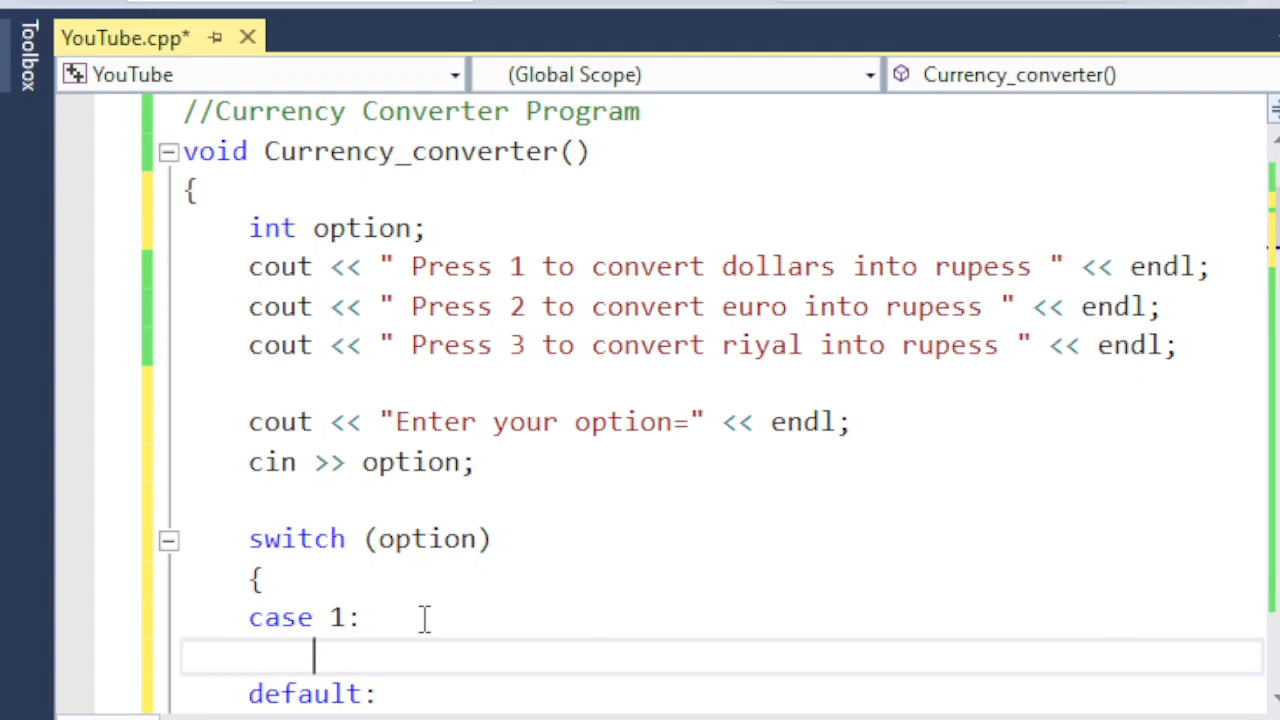 Toolbox
YouTube.cpp*
YouTube (Global Scope) Currency_converter()
//Currency Converter Program
void Currency_converter()
{
int option;
cout << " Press 1 to convert dollars into rupess " << endl;
cout << " Press 2 to convert euro into rupess " << endl;
cout << " Press 3 to convert riyal into rupess " << endl;
cout << "Enter your option=" << endl;
cin >> option;
switch (option)
{
case 1:
default: